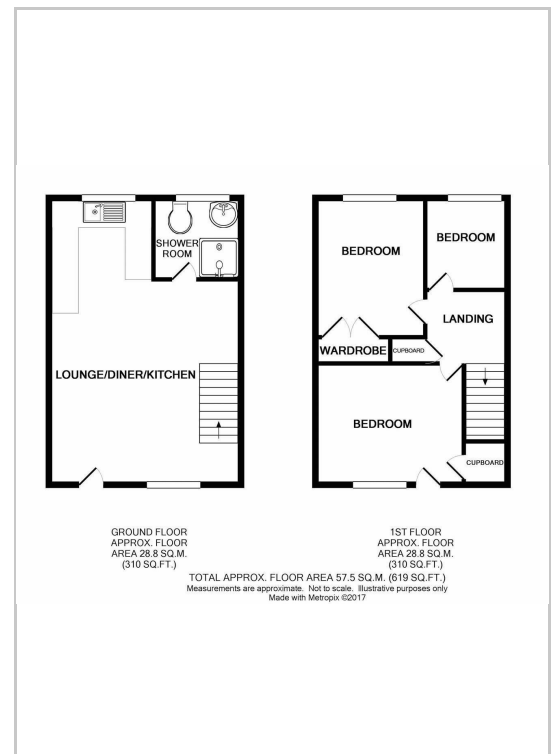 SHOWER
ROOM
LOUNGE/DINER/KITCHEN
GROUND FLOOR
APPROX. FLOOR
AREA 28.8 SQ.M.
(310 SQ.FT.)
BEDROOM
BEDROOM
LANDING
WARDROBE
CUPBOARD
BEDROOM
CUPBOARD
1ST FLOOR
APPROX. FLOOR
AREA 28.8 SQ.M.
(310 SQ.FT.)
TOTAL APPROX. FLOOR AREA 57.5 SQ.M. (619 SQ.FT.)
Measurements are approximate. Not to scale. Illustrative purposes only
Made with Metropix ©2017